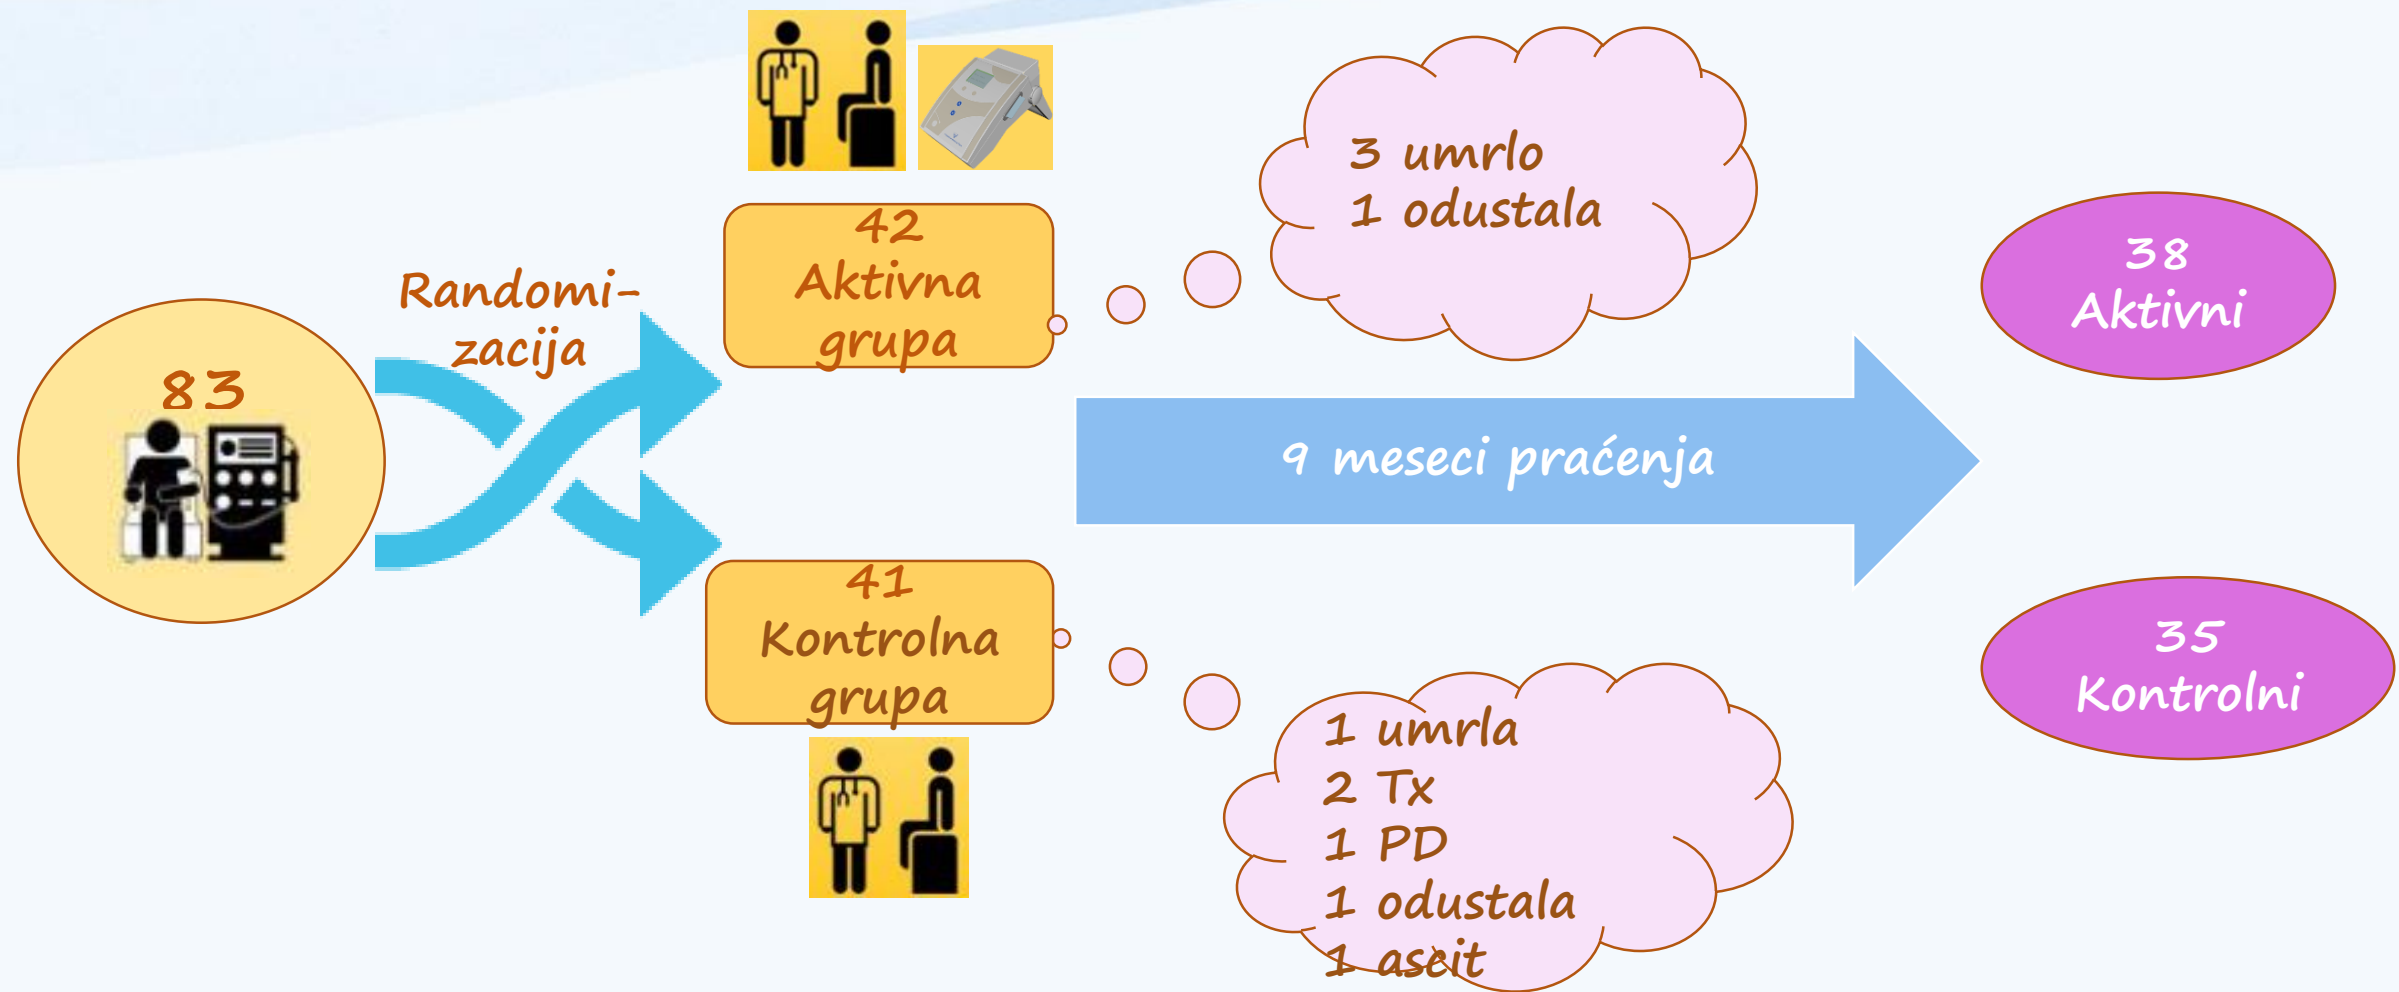 83
Randomi-
zacija
42
Aktivna
grupa
41
Kontrolna
grupa
3 umrlo
1 odustala
9 meseci praćenja
1 umrla
2 Tx
1 PD
1 odustala
1 ascit
38
Aktivni
35
Kontrolni